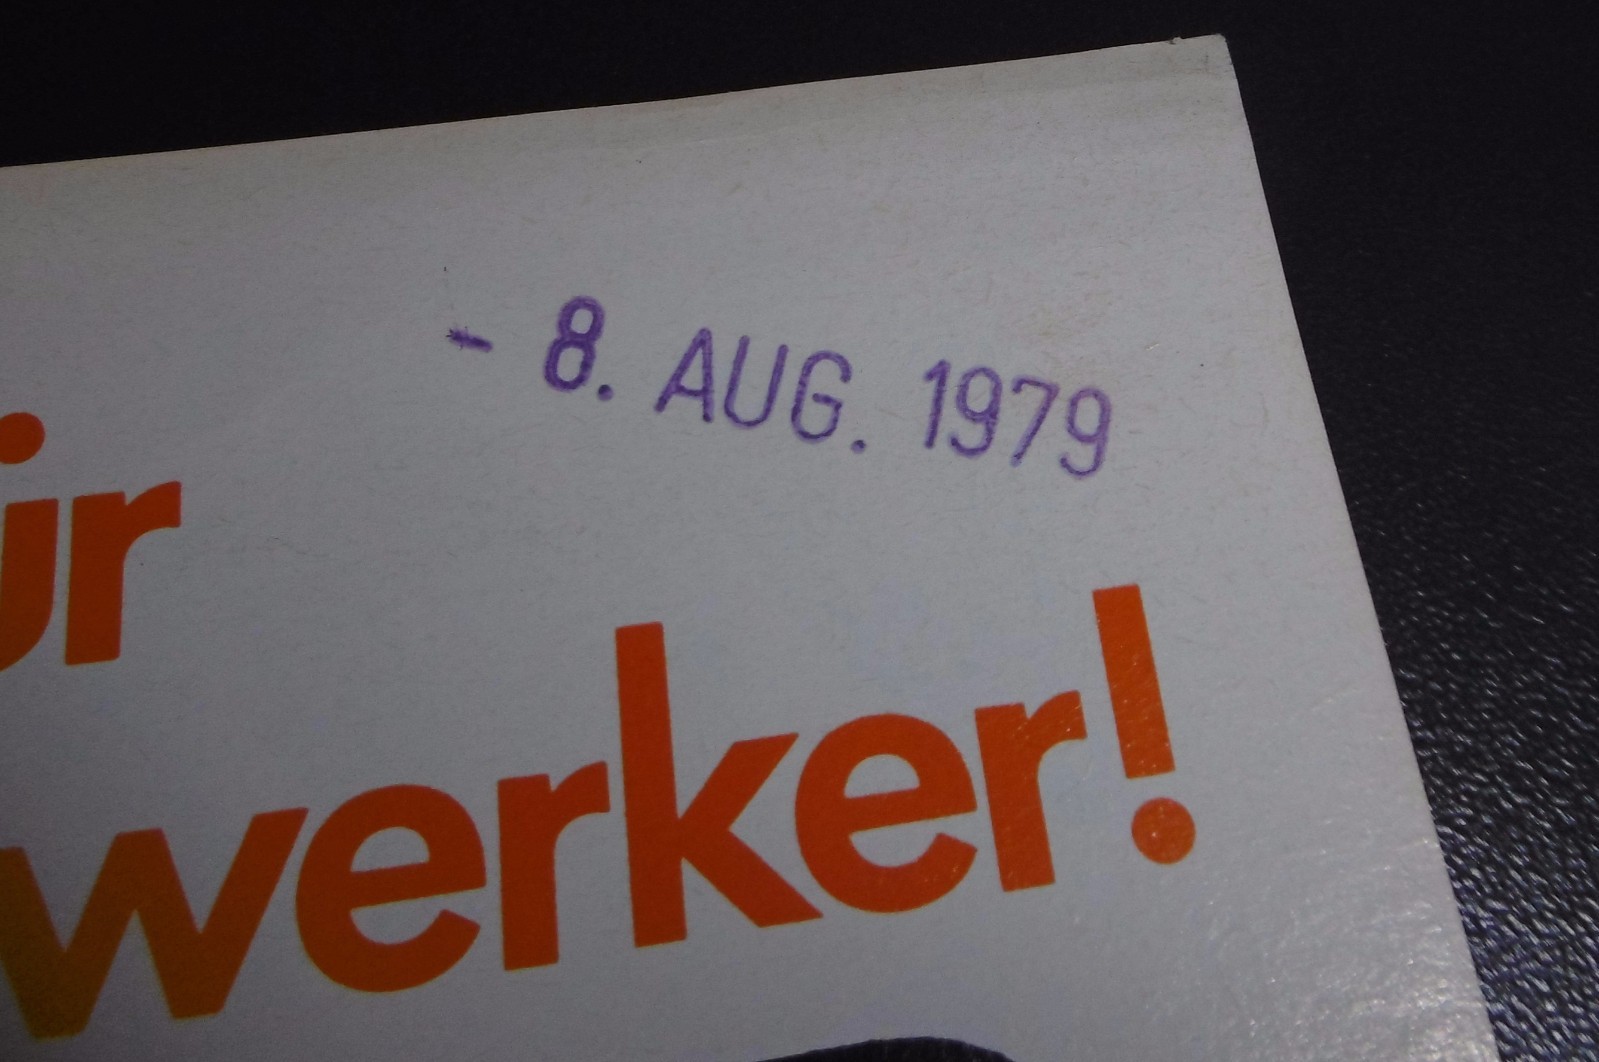 - 8. AUG. 1979
ür
werker!